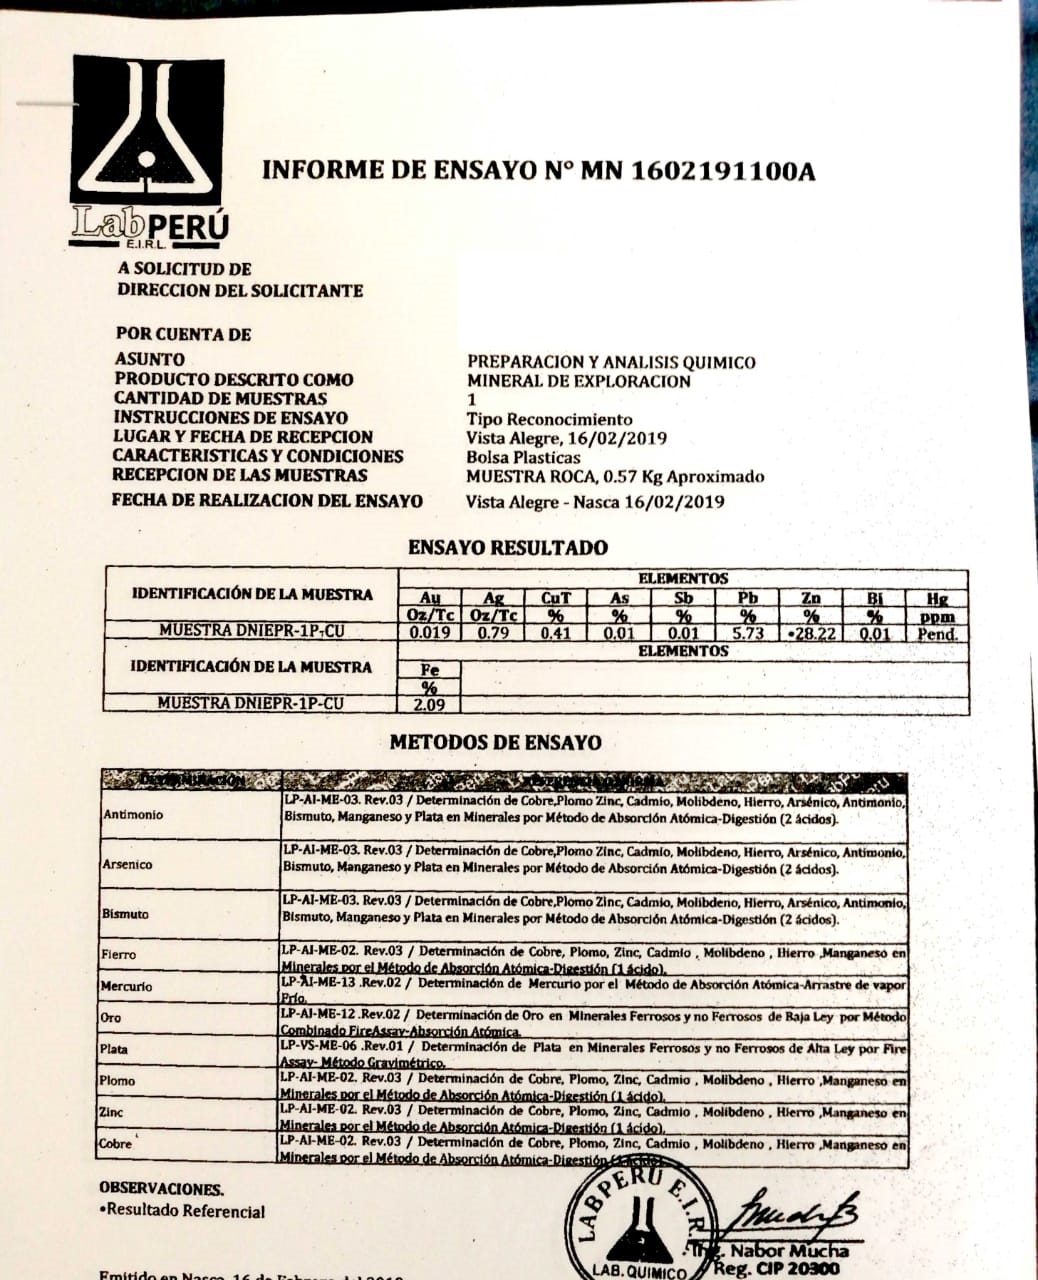 INFORME DE ENSAYO N° MN 1602191100A
LabPERÚ
E.I.R.L.
A SOLICITUD DE
DIRECCION DEL SOLICITANTE
POR CUENTA DE
ASUNTO PREPARACION Y ANALISIS QUIMICO
PRODUCTO DESCRITO COMO MINERAL DE EXPLORACION
CANTIDAD DE MUESTRAS 1
INSTRUCCIONES DE ENSAYO Tipo Reconocimiento
LUGAR Y FECHA DE RECEPCION Vista Alegre, 16/02/2019
CARACTERISTICAS Y CONDICIONES Bolsa Plasticas
RECEPCION DE LAS MUESTRAS MUESTRA ROCA, 0.57 Kg Aproximado
FECHA DE REALIZACION DEL ENSAYO Vista Alegre - Nasca 16/02/2019
ENSAYO RESULTADO
IDENTIFICACIÓN DE LA MUESTRA ELEMENTOS
Au Ag CuT As Sb Pb Zn Bi Hg
Oz/Tc Oz/Tc % % % % % % ppm
MUESTRA DNIEPR-1P-CU 0.019 0.79 0.41 0.01 0.01 5.73 •28.22 0.01 Pend.
IDENTIFICACIÓN DE LA MUESTRA ELEMENTOS
Fe
%
MUESTRA DNIEPR-1P-CU 2.09
METODOS DE ENSAYO
DETERMINACIÓN
Antimonio LP-AI-ME-03. Rev.03 / Determinación de Cobre,Plomo Zinc, Cadmio, Molibdeno, Hierro, Arsénico, Antimonio,
Bismuto, Manganeso y Plata en Minerales por Método de Absorción Atómica-Digestión (2 ácidos).
Arsenico LP-AI-ME-03. Rev.03 / Determinación de Cobre,Plomo Zinc, Cadmio, Molibdeno, Hierro, Arsénico, Antimonio,
Bismuto, Manganeso y Plata en Minerales por Método de Absorción Atómica-Digestión (2 ácidos).
Bismuto LP-AI-ME-03. Rev.03 / Determinación de Cobre,Plomo Zinc, Cadmio, Molibdeno, Hierro, Arsénico, Antimonio,
Bismuto, Manganeso y Plata en Minerales por Método de Absorción Atómica-Digestión (2 ácidos).
Fierro LP-AI-ME-02. Rev.03 / Determinación de Cobre, Plomo, Zinc, Cadmio , Molibdeno , Hierro ,Manganeso en
Minerales por el Método de Absorción Atómica-Digestión (1 ácido).
Mercurio LP-AI-ME-13 .Rev.02 / Determinación de Mercurio por el Método de Absorción Atómica-Arrastre de vapor
Frio.
Oro LP-AI-ME-12 .Rev.02 / Determinación de Oro en Minerales Ferrosos y no Ferrosos de Baja Ley por Método
Combinado FireAssay-Absorción Atómica.
Plata LP-VS-ME-06 .Rev.01 / Determinación de Plata en Minerales Ferrosos y no Ferrosos de Alta Ley por Fire
Assay- Método Gravimétrico.
Plomo LP-AI-ME-02. Rev.03 / Determinación de Cobre, Plomo, Zinc, Cadmio , Molibdeno , Hierro ,Manganeso en
Minerales por el Método de Absorción Atómica-Digestión (1 ácido).
Zinc LP-AI-ME-02. Rev.03 / Determinación de Cobre, Plomo, Zinc, Cadmio , Molibdeno , Hierro ,Manganeso en
Minerales por el Método de Absorción Atómica-Digestión (1 ácido).
Cobre LP-AI-ME-02. Rev.03 / Determinación de Cobre, Plomo, Zinc, Cadmio , Molibdeno , Hierro ,Manganeso en
Minerales por el Método de Absorción Atómica-Digestión (1 ácido).
OBSERVACIONES.
•Resultado Referencial
LABPERÚ E.I.R.L.
LAB. QUIMICO
Ing. Nabor Mucha
Reg. CIP 20300
Emitido en Nasca, 16 de Febrero del 2019